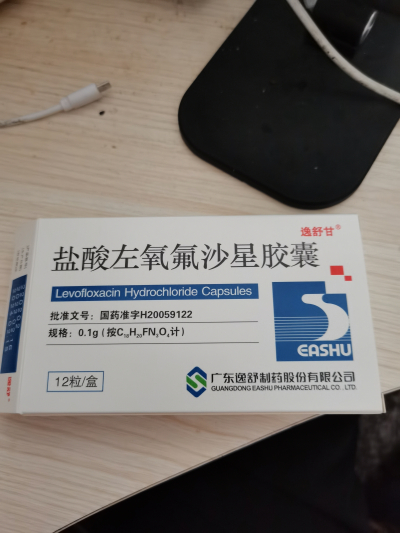 逸舒甘®
盐酸左氧氟沙星胶囊
Levofloxacin Hydrochloride Capsules
批准文号：国药准字H20059122
规格：0.1g（按C₁₈H₂₀FN₃O₄计）
EASHU
12粒/盒
广东逸舒制药股份有限公司
GUANGDONG EASHU PHARMACEUTICAL CO., LTD.